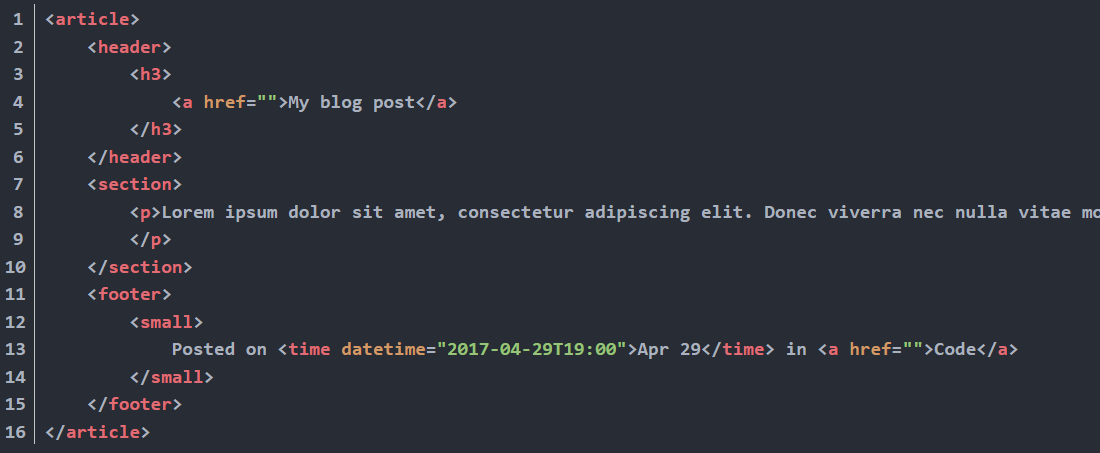 1 <article>
2     <header>
3         <h3>
4             <a href="">My blog post</a>
5         </h3>
6     </header>
7     <section>
8         <p>Lorem ipsum dolor sit amet, consectetur adipiscing elit. Donec viverra nec nulla vitae mo
9         </p>
10     </section>
11     <footer>
12         <small>
13             Posted on <time datetime="2017-04-29T19:00">Apr 29</time> in <a href="">Code</a>
14         </small>
15     </footer>
16 </article>